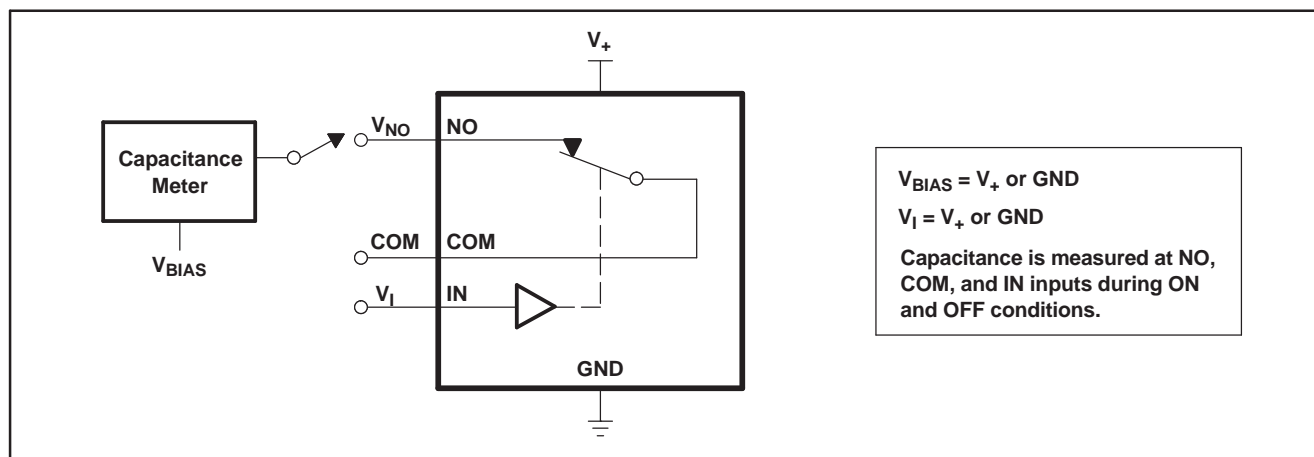 V+
Capacitance
Meter
VBIAS
VNO
NO
COM
COM
VI
IN
GND
VBIAS = V+ or GND
VI = V+ or GND
Capacitance is measured at NO,
COM, and IN inputs during ON
and OFF conditions.